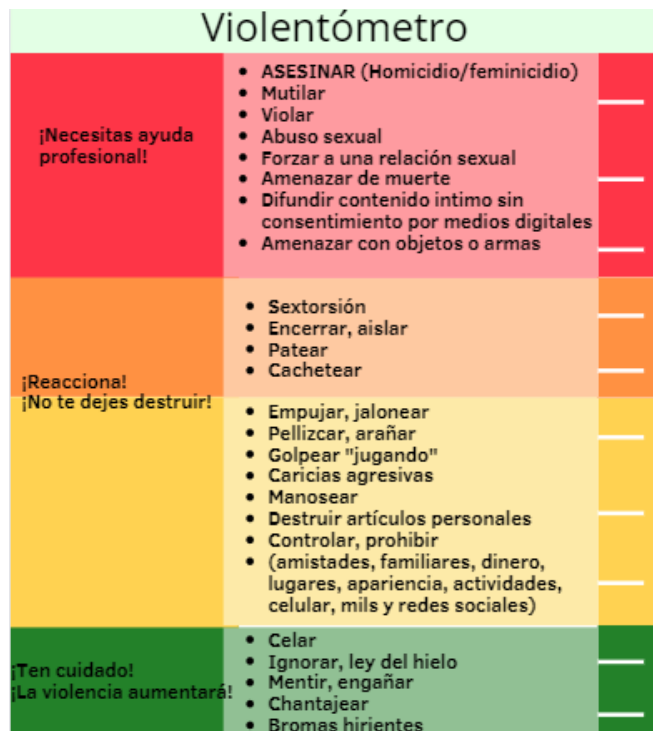 Violentómetro
¡Necesitas ayuda
profesional!
• ASESINAR (Homicidio/feminicidio)
• Mutilar
• Violar
• Abuso sexual
• Forzar a una relación sexual
• Amenazar de muerte
• Difundir contenido intimo sin
consentimiento por medios digitales
• Amenazar con objetos o armas
¡Reacciona!
¡No te dejes destruir!
• Sextorsión
• Encerrar, aislar
• Patear
• Cachetear
• Empujar, jalonear
• Pellizcar, arañar
• Golpear "jugando"
• Caricias agresivas
• Manosear
• Destruir artículos personales
• Controlar, prohibir
• (amistades, familiares, dinero,
lugares, apariencia, actividades,
celular, mils y redes sociales)
¡Ten cuidado!
¡La violencia aumentará!
• Celar
• Ignorar, ley del hielo
• Mentir, engañar
• Chantajear
• Bromas hirientes